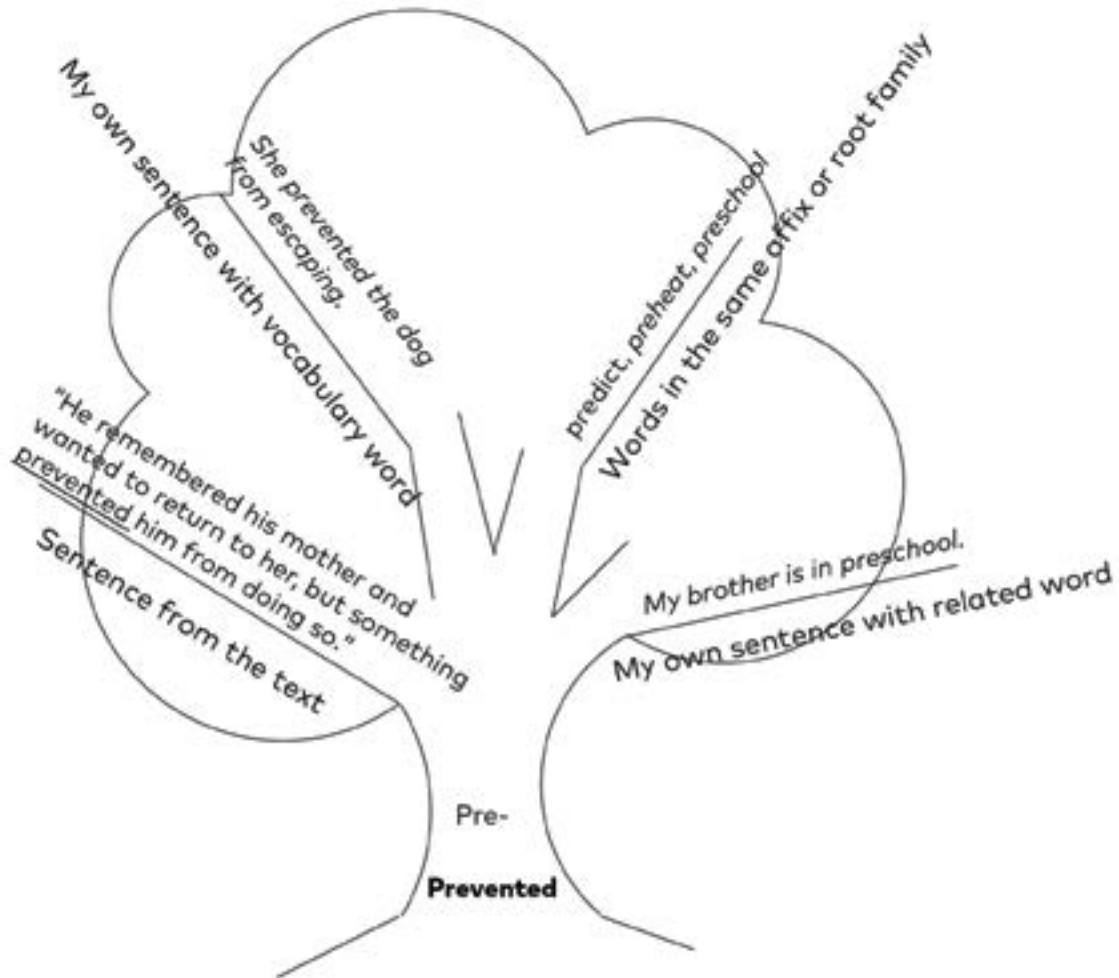 My own sentence with vocabulary word
She prevented the dog
from escaping.
predict, preheat, preschool
Words in the same affix or root family
"He remembered his mother and
wanted to return to her, but something
prevented him from doing so."
Sentence from the text
My brother is in preschool.
My own sentence with related word
Pre-
Prevented